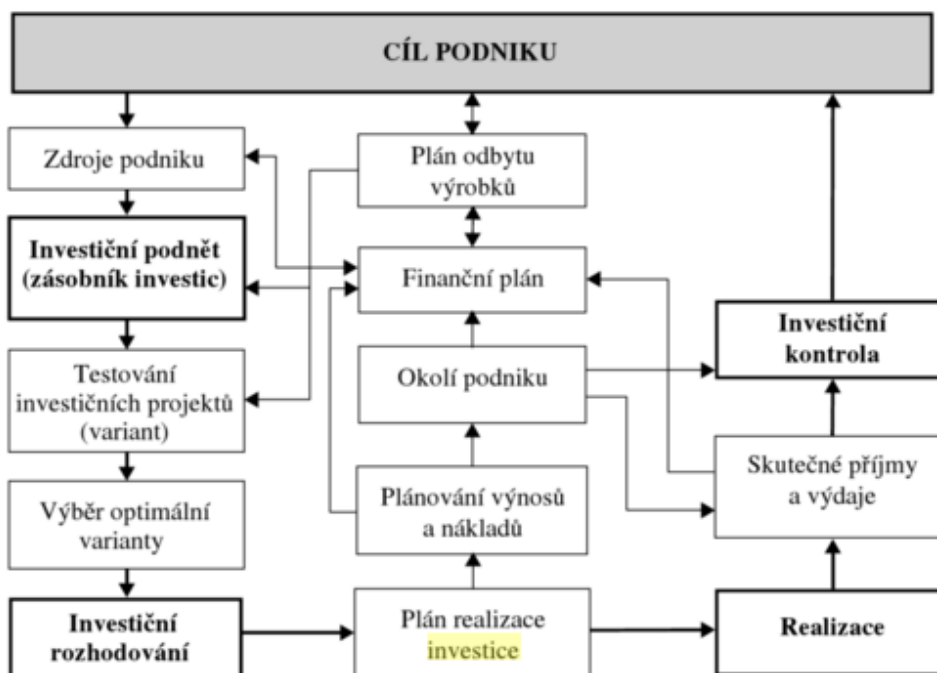 CÍL PODNIKU
Zdroje podniku
Investiční podnět
(zásobník investic)
Testování
investičních projektů
(variant)
Výběr optimální
varianty
Investiční
rozhodování
Plán odbytu
výrobků
Finanční plán
Okolí podniku
Plánování výnosů
a nákladů
Plán realizace
investice
Investiční
kontrola
Skutečné příjmy
a výdaje
Realizace